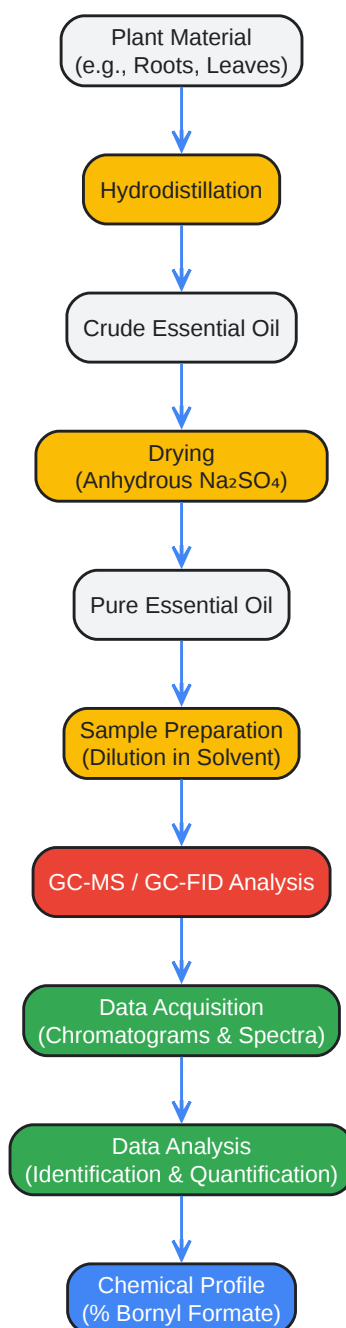 Plant Material
(e.g., Roots, Leaves)
Hydrodistillation
Crude Essential Oil
Drying
(Anhydrous Na₂SO₄)
Pure Essential Oil
Sample Preparation
(Dilution in Solvent)
GC-MS / GC-FID Analysis
Data Acquisition
(Chromatograms & Spectra)
Data Analysis
(Identification & Quantification)
Chemical Profile
(% Bornyl Formate)